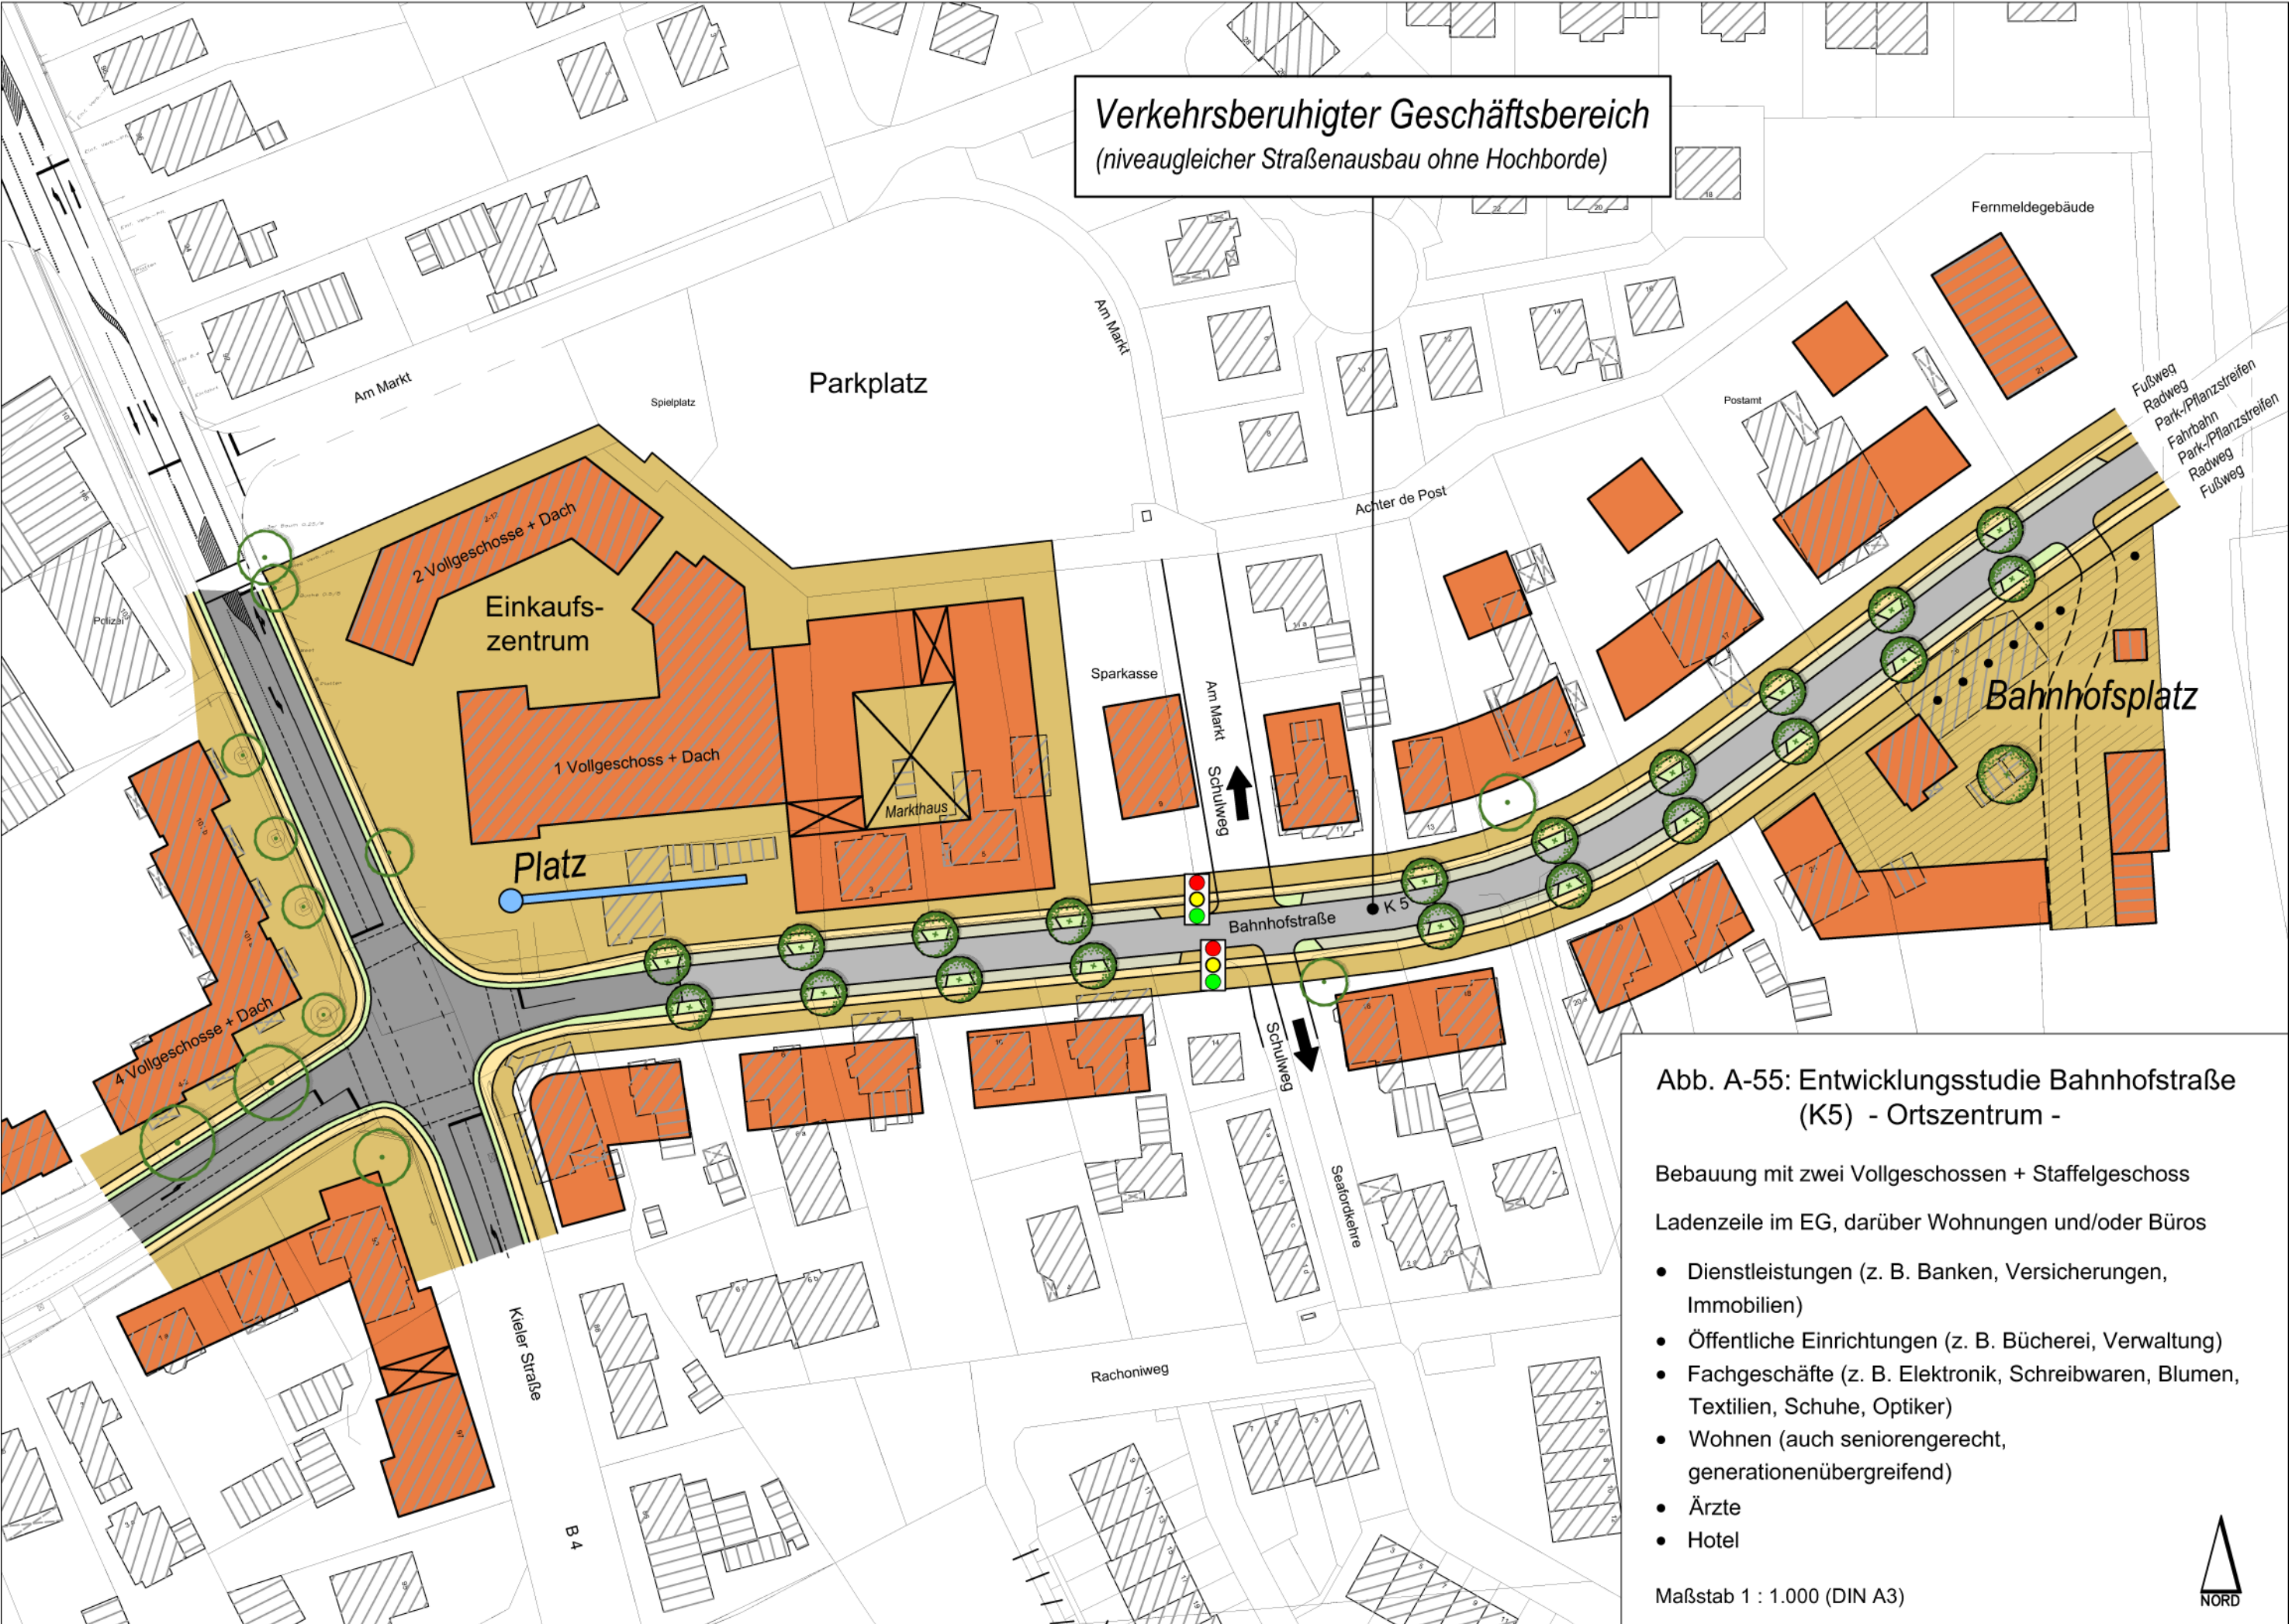 Verkehrsberuhigter Geschäftsbereich
(niveaugleicher Straßenausbau ohne Hochborde)
Fernmeldegebäude
21
Fußweg
Radweg
Park-/Pflanzstreifen
Fahrbahn
Park-/Pflanzstreifen
Radweg
Fußweg
Am Markt
Am Markt
Parkplatz
Spielplatz
Postamt
Achter de Post
2-12
2 Vollgeschosse + Dach
Einkaufs-
zentrum
Polizei
Sparkasse
Am Markt
Schulweg
1 Vollgeschoss + Dach
Markthaus
Platz
Bahnhofsplatz
Bahnhofstraße
K 5
4 Vollgeschosse + Dach
Schulweg
Seafordkehre
Kieler Straße
B 4
Rachoniweg
Abb. A-55: Entwicklungsstudie Bahnhofstraße
(K5) - Ortszentrum -
Bebauung mit zwei Vollgeschossen + Staffelgeschoss
Ladenzeile im EG, darüber Wohnungen und/oder Büros
• Dienstleistungen (z. B. Banken, Versicherungen,
Immobilien)
• Öffentliche Einrichtungen (z. B. Bücherei, Verwaltung)
• Fachgeschäfte (z. B. Elektronik, Schreibwaren, Blumen,
Textilien, Schuhe, Optiker)
• Wohnen (auch seniorengerecht,
generationenübergreifend)
• Ärzte
• Hotel
Maßstab 1 : 1.000 (DIN A3)
NORD